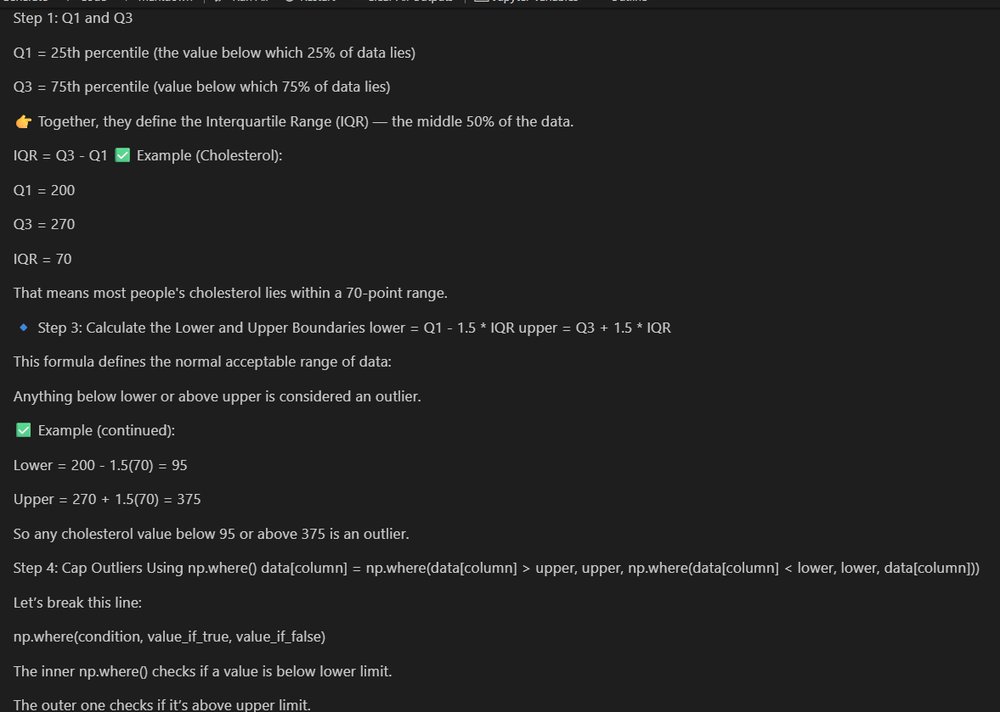 Step 1: Q1 and Q3
Q1 = 25th percentile (the value below which 25% of data lies)
Q3 = 75th percentile (value below which 75% of data lies)
👉 Together, they define the Interquartile Range (IQR) — the middle 50% of the data.
IQR = Q3 - Q1 ✅ Example (Cholesterol):
Q1 = 200
Q3 = 270
IQR = 70
That means most people's cholesterol lies within a 70-point range.
🔹 Step 3: Calculate the Lower and Upper Boundaries lower = Q1 - 1.5 * IQR upper = Q3 + 1.5 * IQR
This formula defines the normal acceptable range of data:
Anything below lower or above upper is considered an outlier.
✅ Example (continued):
Lower = 200 - 1.5(70) = 95
Upper = 270 + 1.5(70) = 375
So any cholesterol value below 95 or above 375 is an outlier.
Step 4: Cap Outliers Using np.where() data[column] = np.where(data[column] > upper, upper, np.where(data[column] < lower, lower, data[column]))
Let’s break this line:
np.where(condition, value_if_true, value_if_false)
The inner np.where() checks if a value is below lower limit.
The outer one checks if it’s above upper limit.